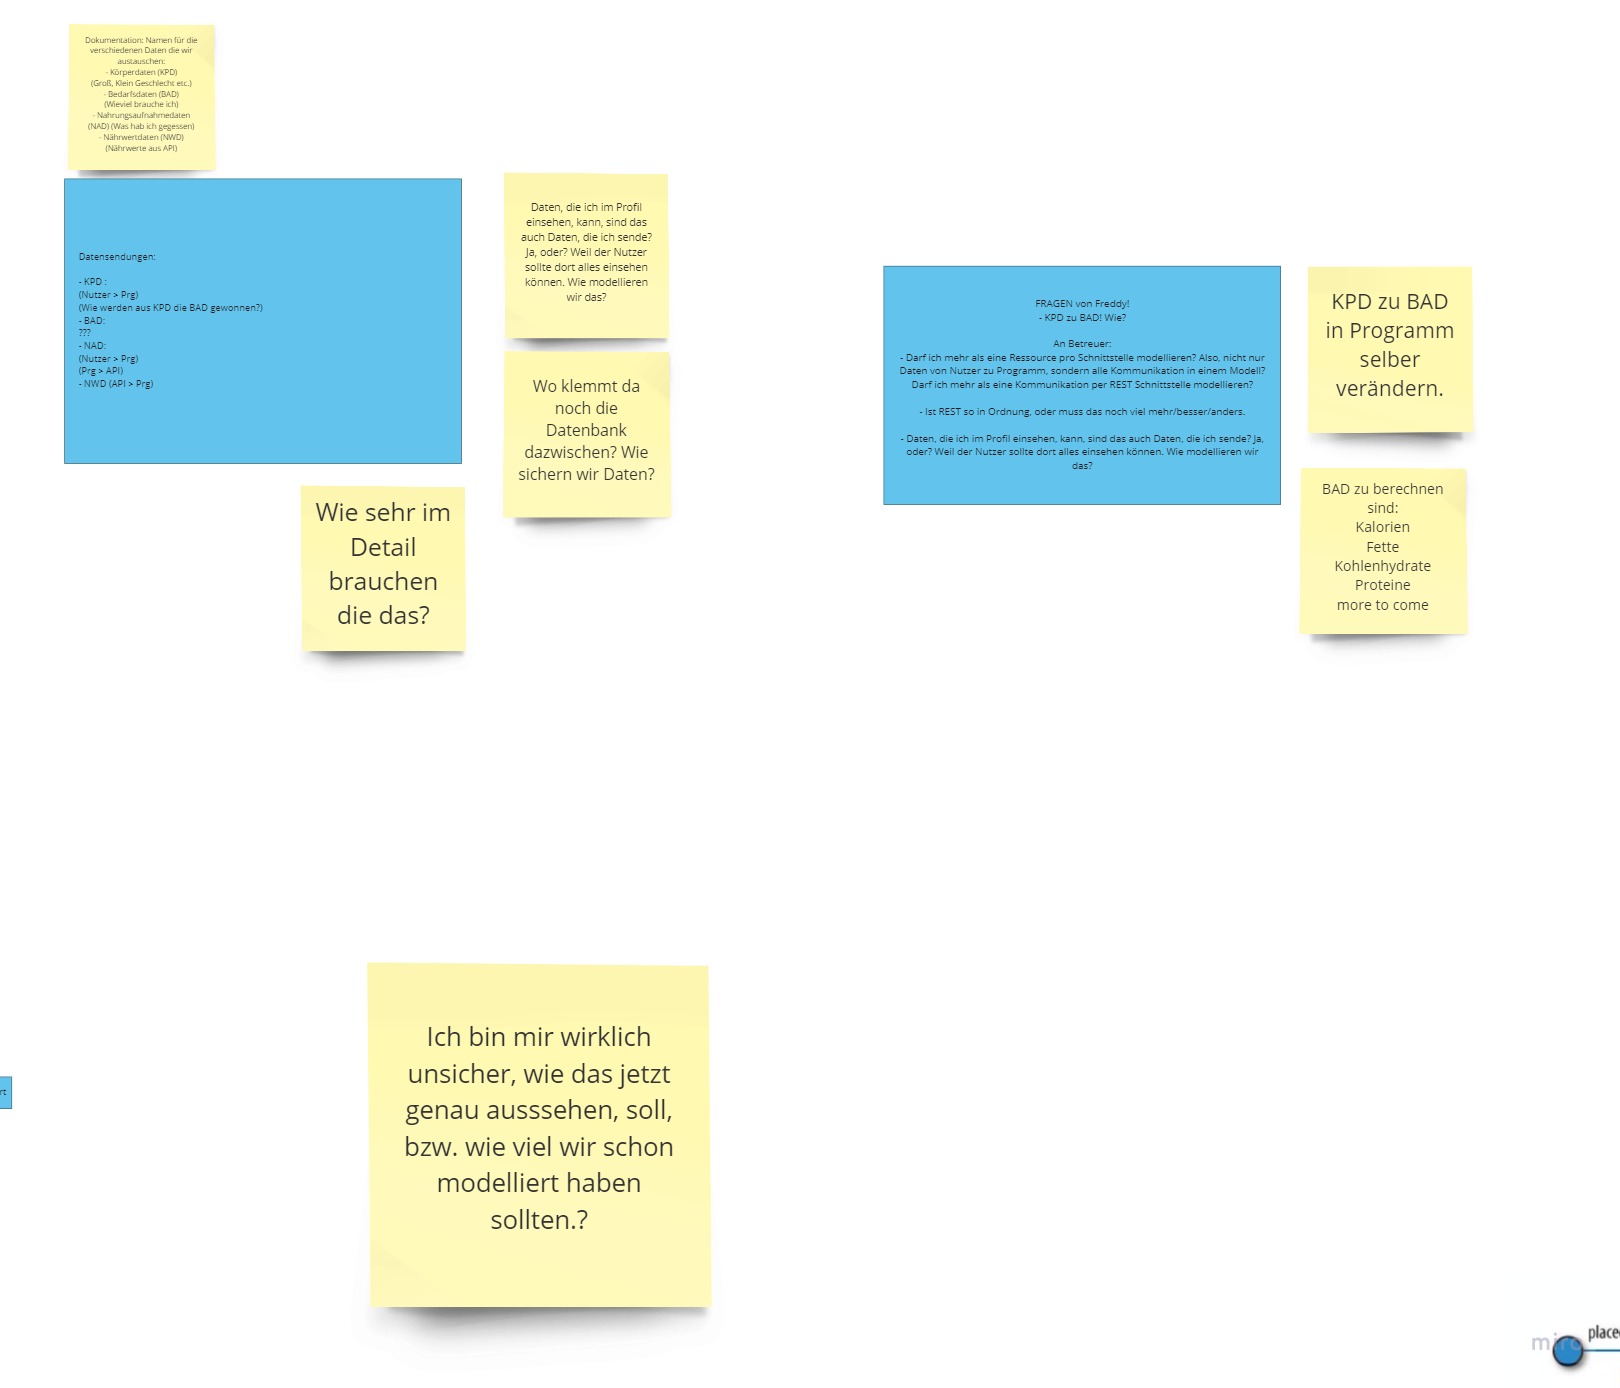 Dokumentation: Namen für die
verschiedenen Daten die wir
austauschen:
- Körperdaten (KPD)
(Groß, Klein Geschlecht etc.)
- Bedarfsdaten (BAD)
(Wieviel brauche ich)
- Nahrungsaufnahmedaten
(NAD) (Was hab ich gegessen)
- Nährwertdaten (NWD)
(Nährwerte aus API)
Datensendungen:
- KPD :
(Nutzer > Prg)
(Wie werden aus KPD die BAD gewonnen?)
- BAD:
???
- NAD:
(Nutzer > Prg)
(Prg > API)
- NWD (API > Prg)
Daten, die ich im Profil
einsehen, kann, sind das
auch Daten, die ich sende?
Ja, oder? Weil der Nutzer
sollte dort alles einsehen
können. Wie modellieren
wir das?
Wo klemmt da
noch die
Datenbank
dazwischen? Wie
sichern wir Daten?
Wie sehr im
Detail
brauchen
die das?
FRAGEN von Freddy!
- KPD zu BAD! Wie?
An Betreuer:
- Darf ich mehr als eine Ressource pro Schnittstelle modellieren? Also, nicht nur
Daten von Nutzer zu Programm, sondern alle Kommunikation in einem Modell?
Darf ich mehr als eine Kommunikation per REST Schnittstelle modellieren?
- Ist REST so in Ordnung, oder muss das noch viel mehr/besser/anders.
- Daten, die ich im Profil einsehen, kann, sind das auch Daten, die ich sende? Ja,
oder? Weil der Nutzer sollte dort alles einsehen können. Wie modellieren wir
das?
KPD zu BAD
in Programm
selber
verändern.
BAD zu berechnen
sind:
Kalorien
Fette
Kohlenhydrate
Proteine
more to come
Ich bin mir wirklich
unsicher, wie das jetzt
genau ausssehen, soll,
bzw. wie viel wir schon
modelliert haben
sollten.?
rt
place
miro